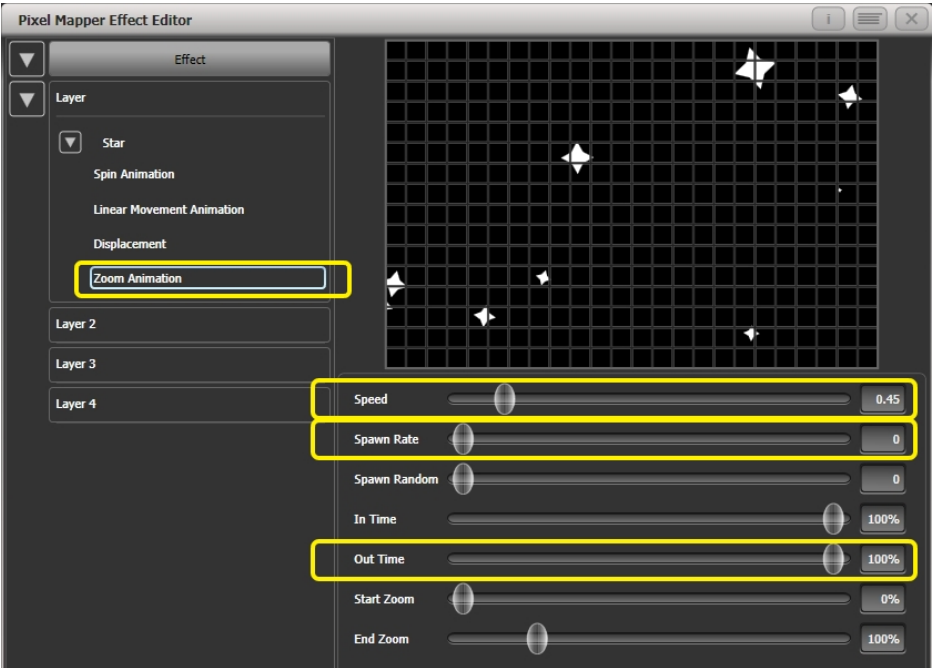 Pixel Mapper Effect Editor
i
Effect
Layer
Star
Spin Animation
Linear Movement Animation
Displacement
Zoom Animation
Layer 2
Layer 3
Layer 4
Speed 0.45
Spawn Rate 0
Spawn Random 0
In Time 100%
Out Time 100%
Start Zoom 0%
End Zoom 100%